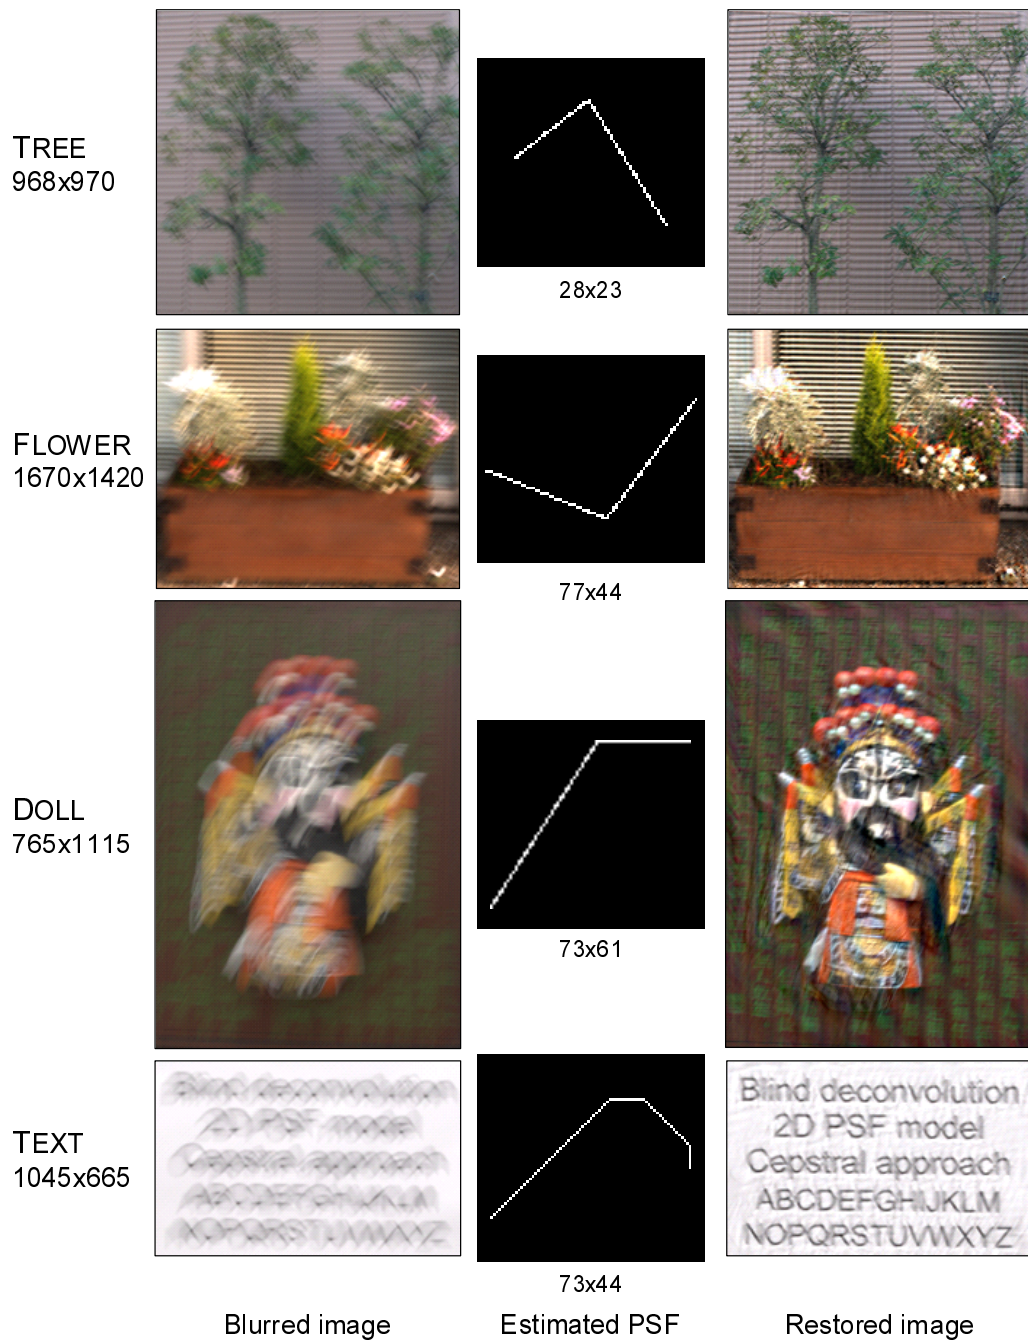 TREE
968x970
28x23
FLOWER
1670x1420
77x44
DOLL
765x1115
73x61
TEXT
1045x665
Blind deconvolution
2D PSF model
Cepstral approach
ABCDEFGHIJKLM
NOPQRSTUVWXYZ
73x44
Blurred image
Estimated PSF
Restored image